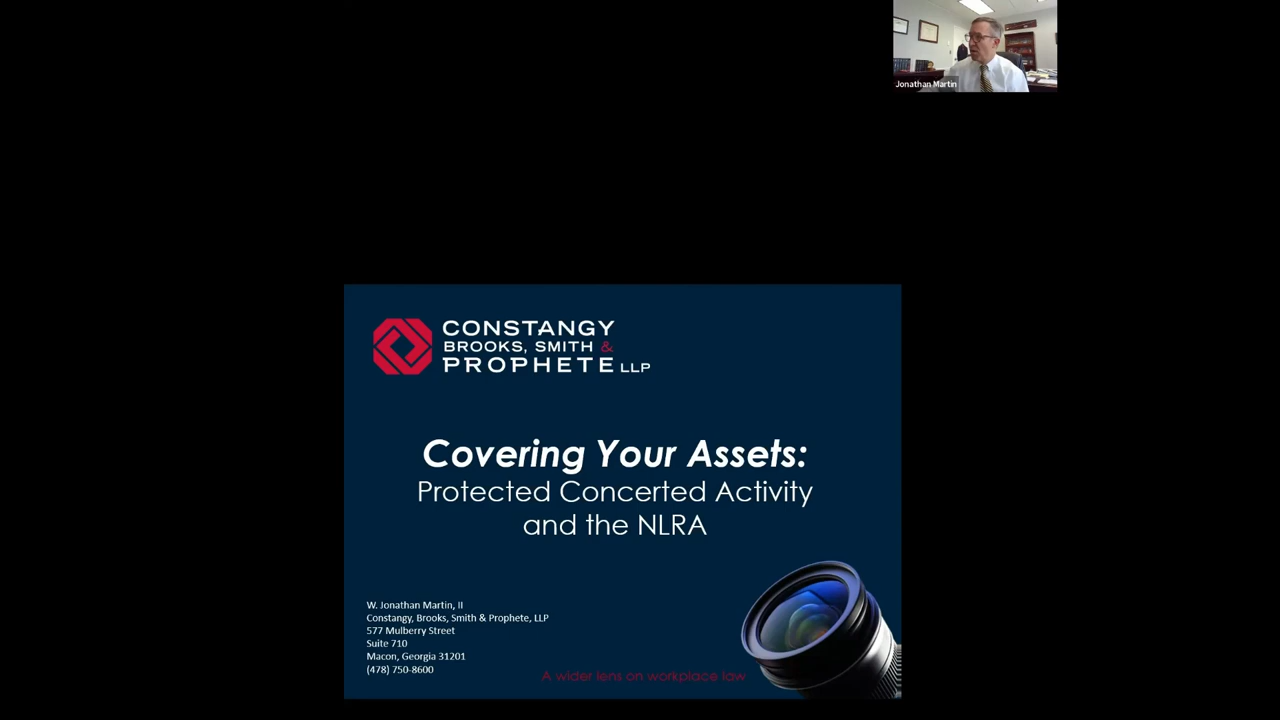 Jonathan Martin
CONSTANGY
BROOKS, SMITH &
PROPHETE LLP
Covering Your Assets:
Protected Concerted Activity
and the NLRA
W. Jonathan Martin, II
Constangy, Brooks, Smith & Prophete, LLP
577 Mulberry Street
Suite 710
Macon, Georgia 31201
(478) 750-8600
A wider lens on workplace law